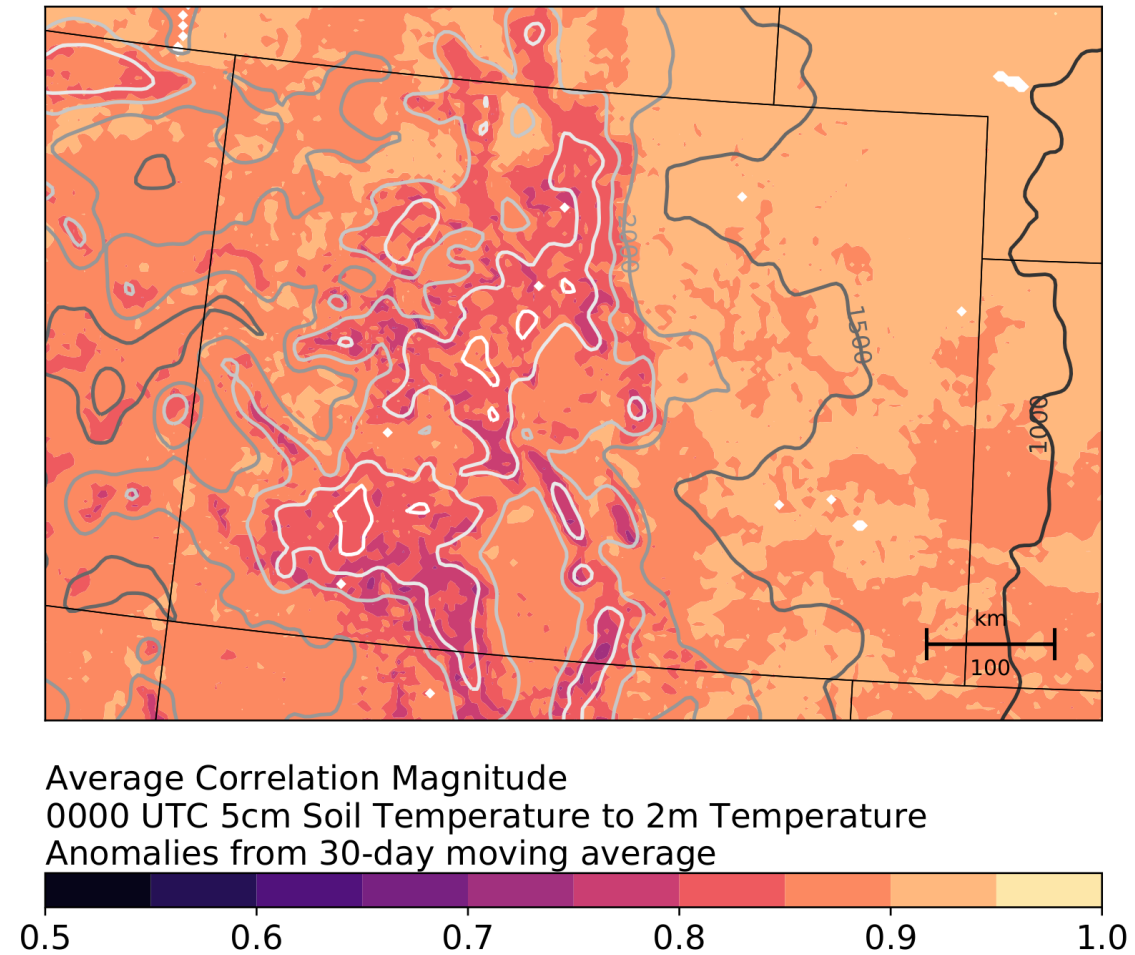 2000
1500
1000
km
100
Average Correlation Magnitude
0000 UTC 5cm Soil Temperature to 2m Temperature
Anomalies from 30-day moving average
0.5 0.6 0.7 0.8 0.9 1.0